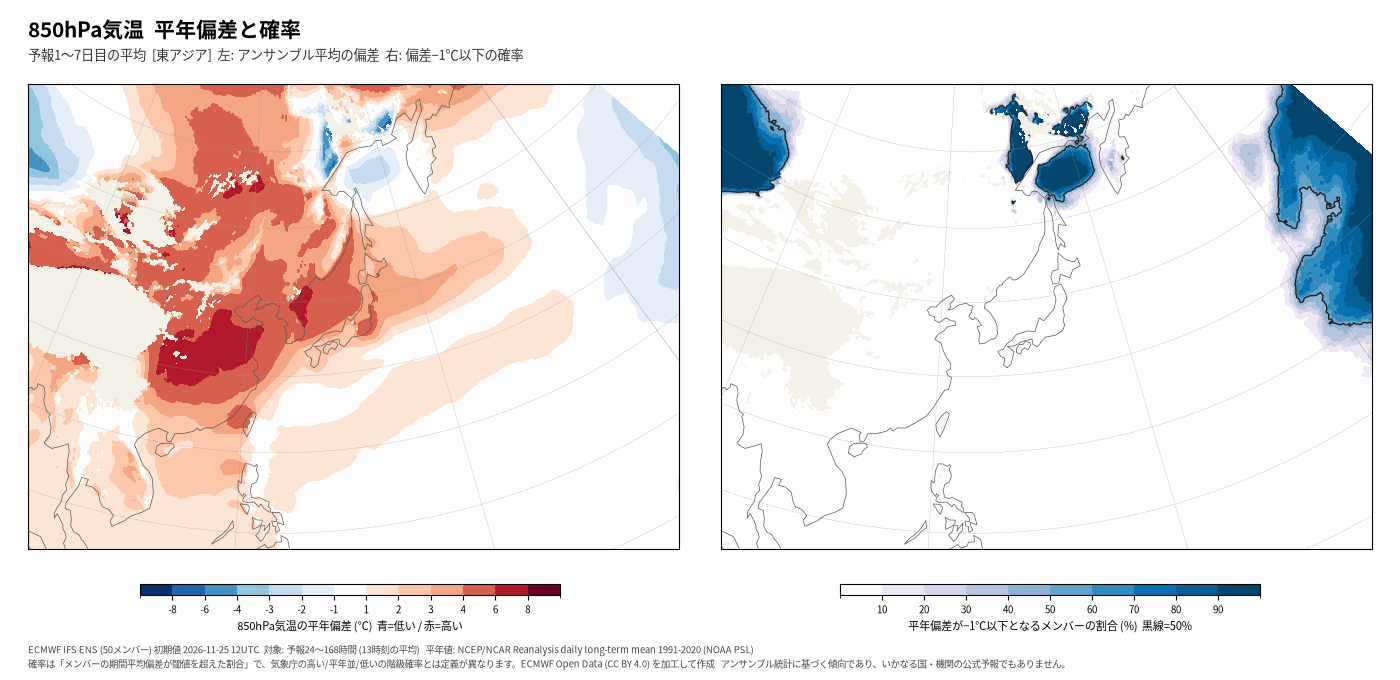 850hPa気温 平年偏差と確率
予報1〜7日目の平均 [東アジア] 左: アンサンブル平均の偏差 右: 偏差−1℃以下の確率
-8 -6 -4 -3 -2 -1 1 2 3 4 6 8
850hPa気温の平年偏差 (℃) 青=低い / 赤=高い
10 20 30 40 50 60 70 80 90
平年偏差が−1℃以下となるメンバーの割合 (%) 黒線=50%
ECMWF IFS ENS (50メンバー) 初期値 2026-11-25 12UTC 対象: 予報24〜168時間 (13時刻の平均) 平年値: NCEP/NCAR Reanalysis daily long-term mean 1991-2020 (NOAA PSL)
確率は「メンバーの期間平均偏差が閾値を超えた割合」で、気象庁の高い/平年並/低いの階級確率とは定義が異なります。ECMWF Open Data (CC BY 4.0) を加工して作成 アンサンブル統計に基づく傾向であり、いかなる国・機関の公式予報でもありません。